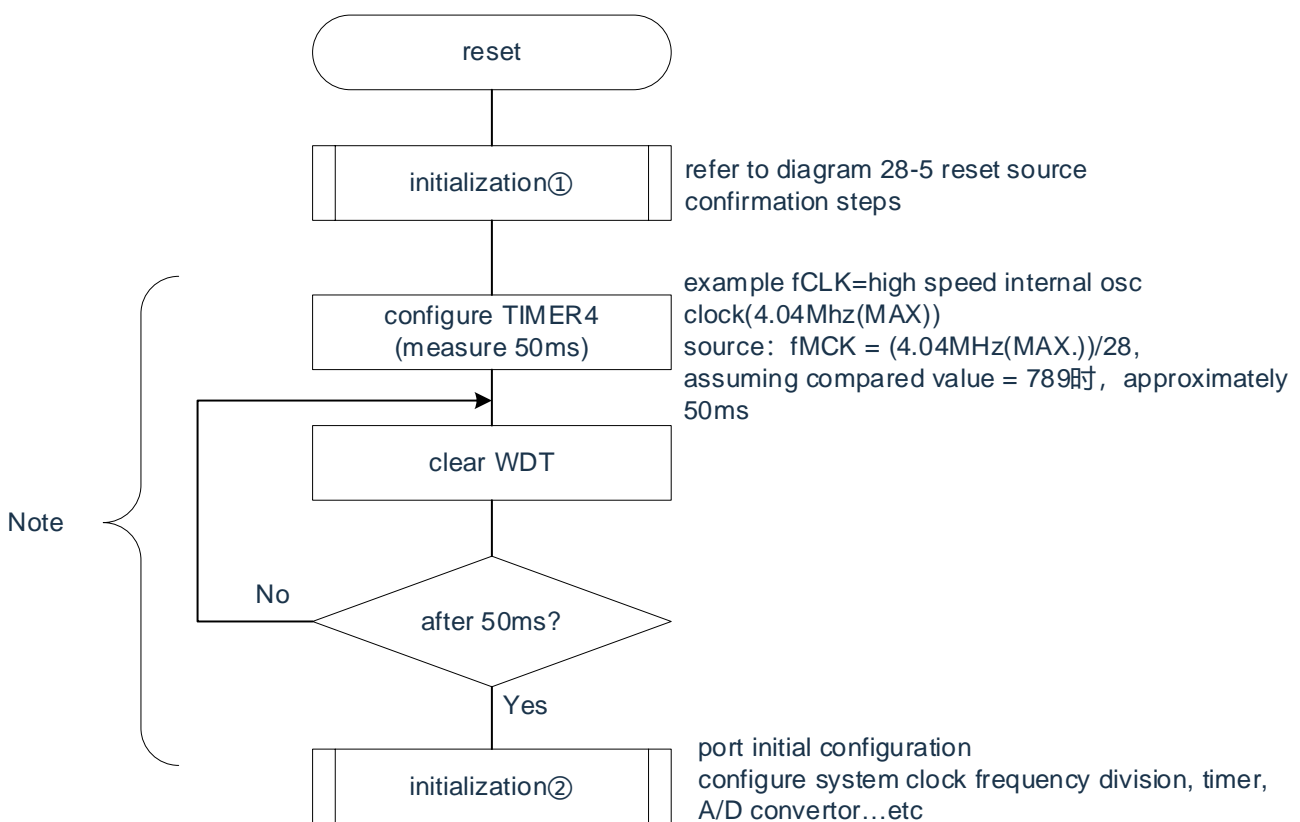 reset
initialization①
refer to diagram 28-5 reset source
confirmation steps
configure TIMER4
(measure 50ms)
example fCLK=high speed internal osc
clock(4.04Mhz(MAX))
source：fMCK = (4.04MHz(MAX.))/28,
assuming compared value = 789时，approximately
50ms
clear WDT
Note
No
after 50ms?
Yes
initialization②
port initial configuration
configure system clock frequency division, timer,
A/D convertor…etc